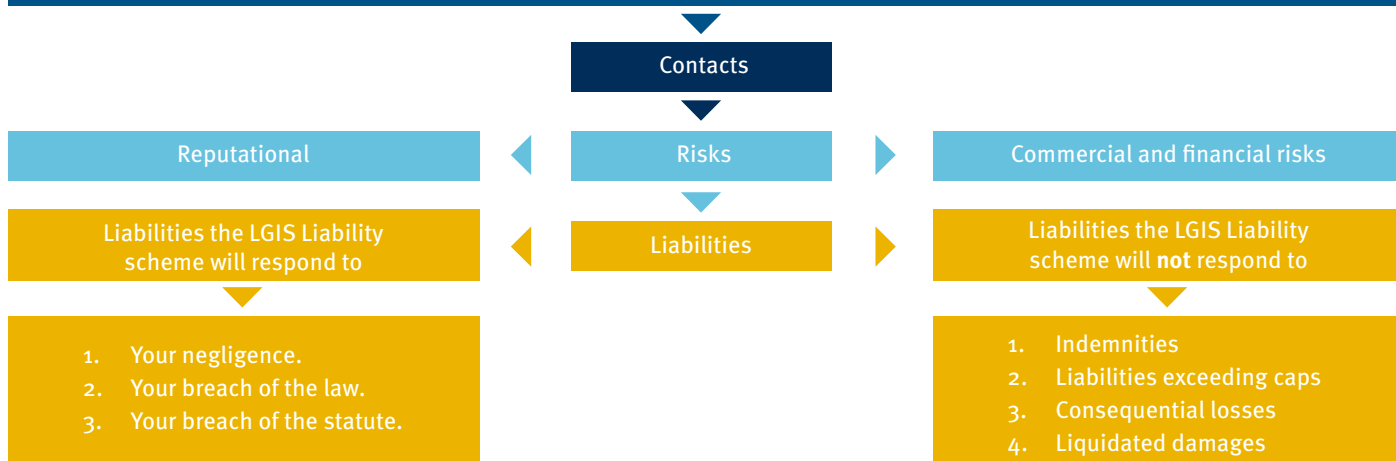 Contacts
Reputational
Risks
Commercial and financial risks
Liabilities the LGIS Liability
scheme will respond to
Liabilities
Liabilities the LGIS Liability
scheme will not respond to
1. Your negligence.
2. Your breach of the law.
3. Your breach of the statute.
1. Indemnities
2. Liabilities exceeding caps
3. Consequential losses
4. Liquidated damages